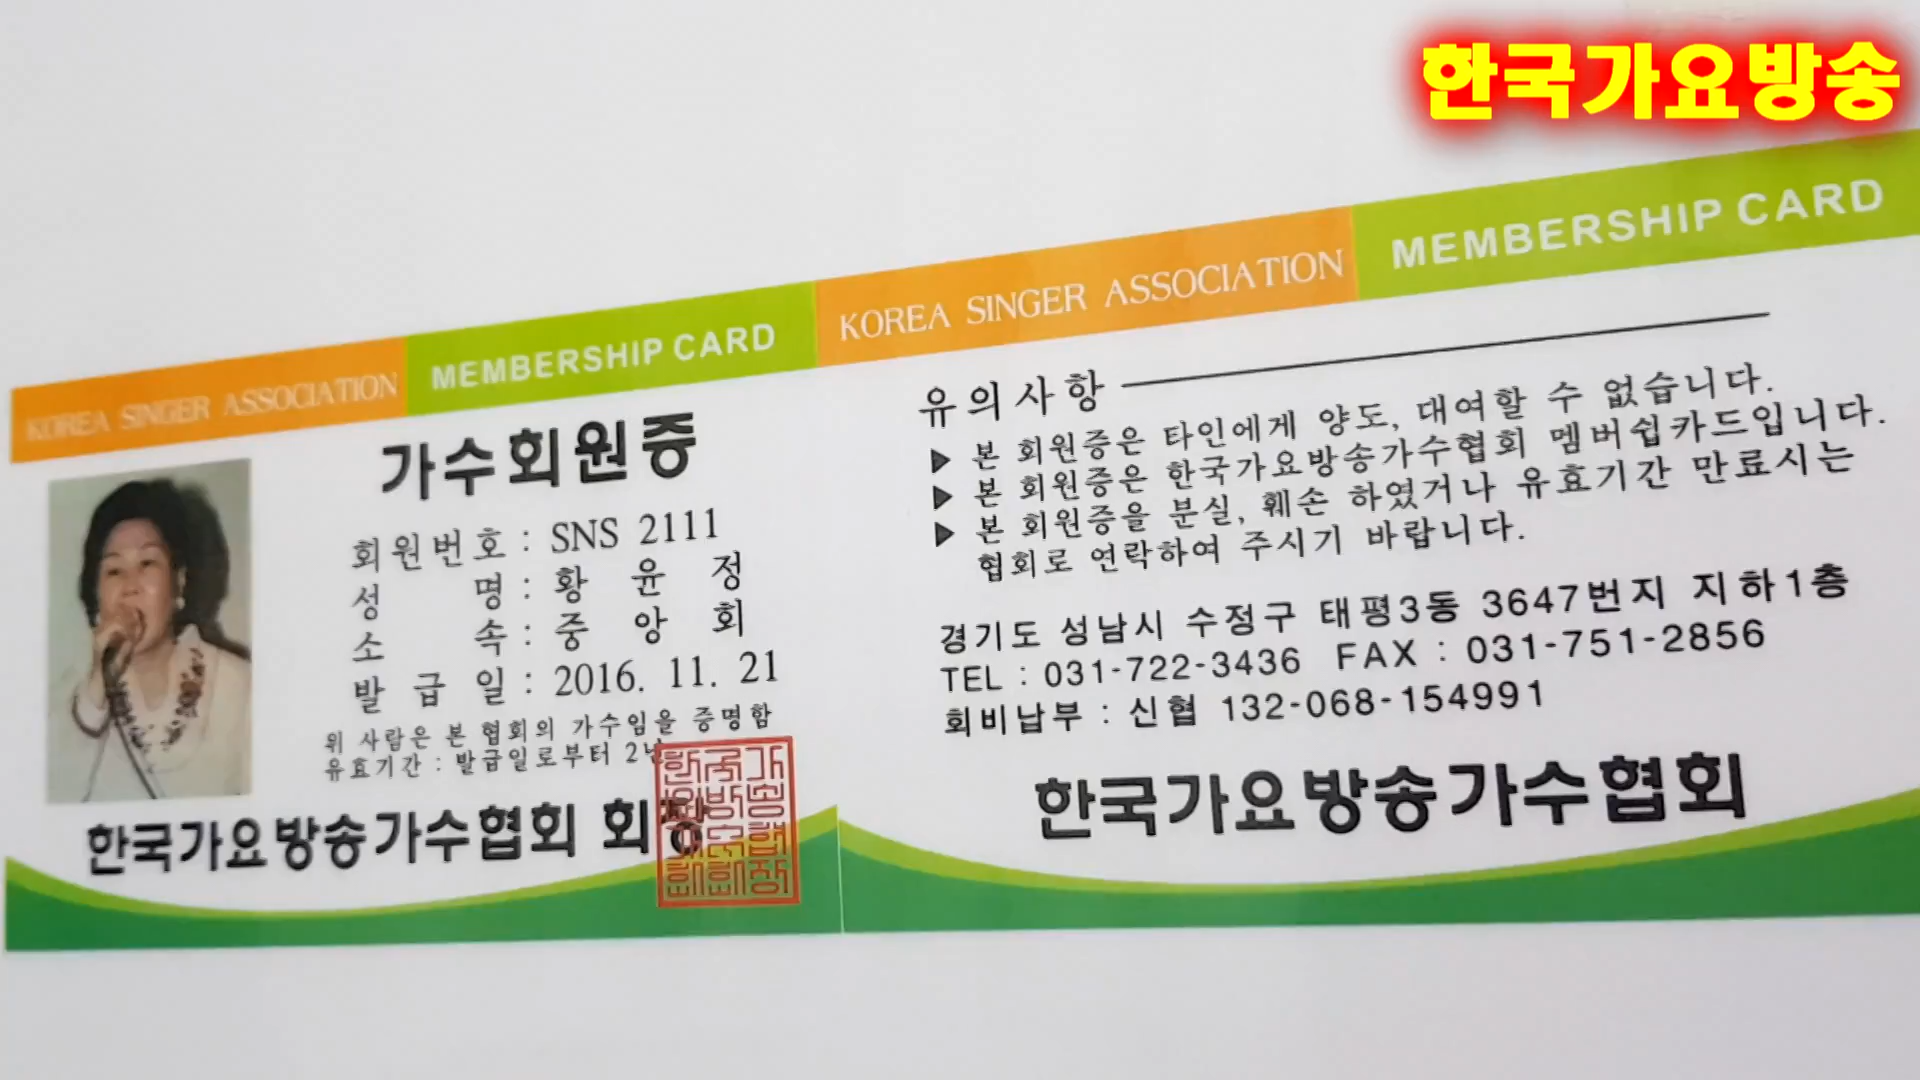 한국가요방송
KOREA SINGER ASSOCIATION MEMBERSHIP CARD
가수회원증
회원번호 : SNS 2111
성 명 : 황 윤 정
소 속 : 중 앙 회
발 급 일 : 2016. 11. 21
위 사람은 본 협회의 가수임을 증명함
유효기간 : 발급일로부터 2년
한국가요방송가수협회 회장
KOREA SINGER ASSOCIATION MEMBERSHIP CARD
유의사항
▶ 본 회원증은 타인에게 양도, 대여할 수 없습니다.
▶ 본 회원증은 한국가요방송가수협회 멤버쉽카드입니다.
▶ 본 회원증을 분실, 훼손 하였거나 유효기간 만료시는
협회로 연락하여 주시기 바랍니다.
경기도 성남시 수정구 태평3동 3647번지 지하1층
TEL : 031-722-3436 FAX : 031-751-2856
회비납부 : 신협 132-068-154991
한국가요방송가수협회